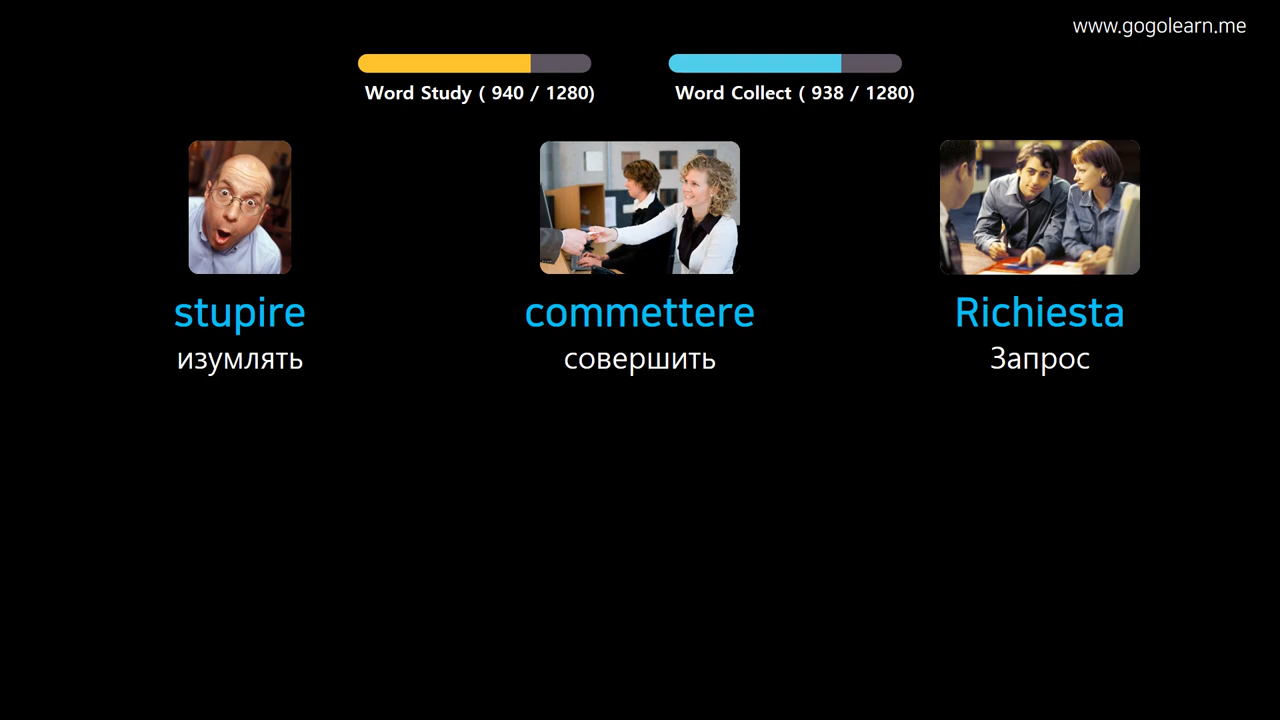 www.gogolearn.me
Word Study ( 940 / 1280)
Word Collect ( 938 / 1280)
stupire
commettere
Richiesta
изумлять
совершить
Запрос